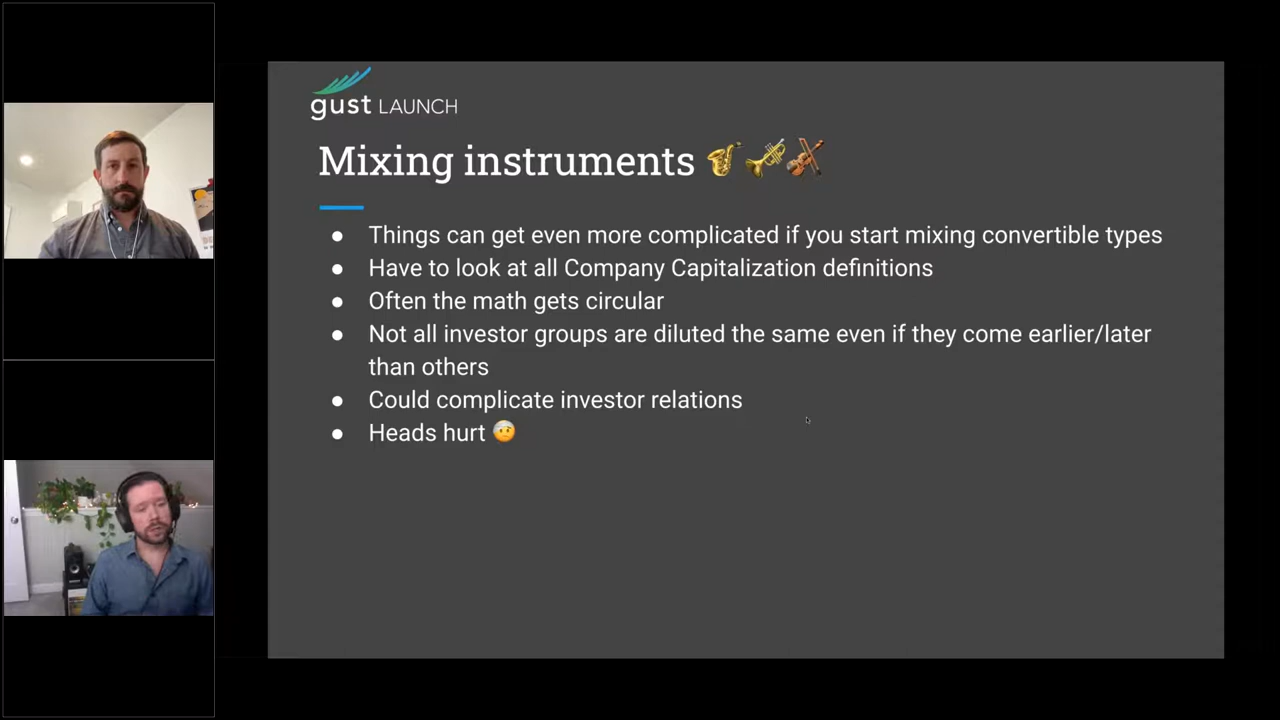 gust LAUNCH
Mixing instruments 🎷🎺🎻
● Things can get even more complicated if you start mixing convertible types
● Have to look at all Company Capitalization definitions
● Often the math gets circular
● Not all investor groups are diluted the same even if they come earlier/later
than others
● Could complicate investor relations
● Heads hurt 🤕